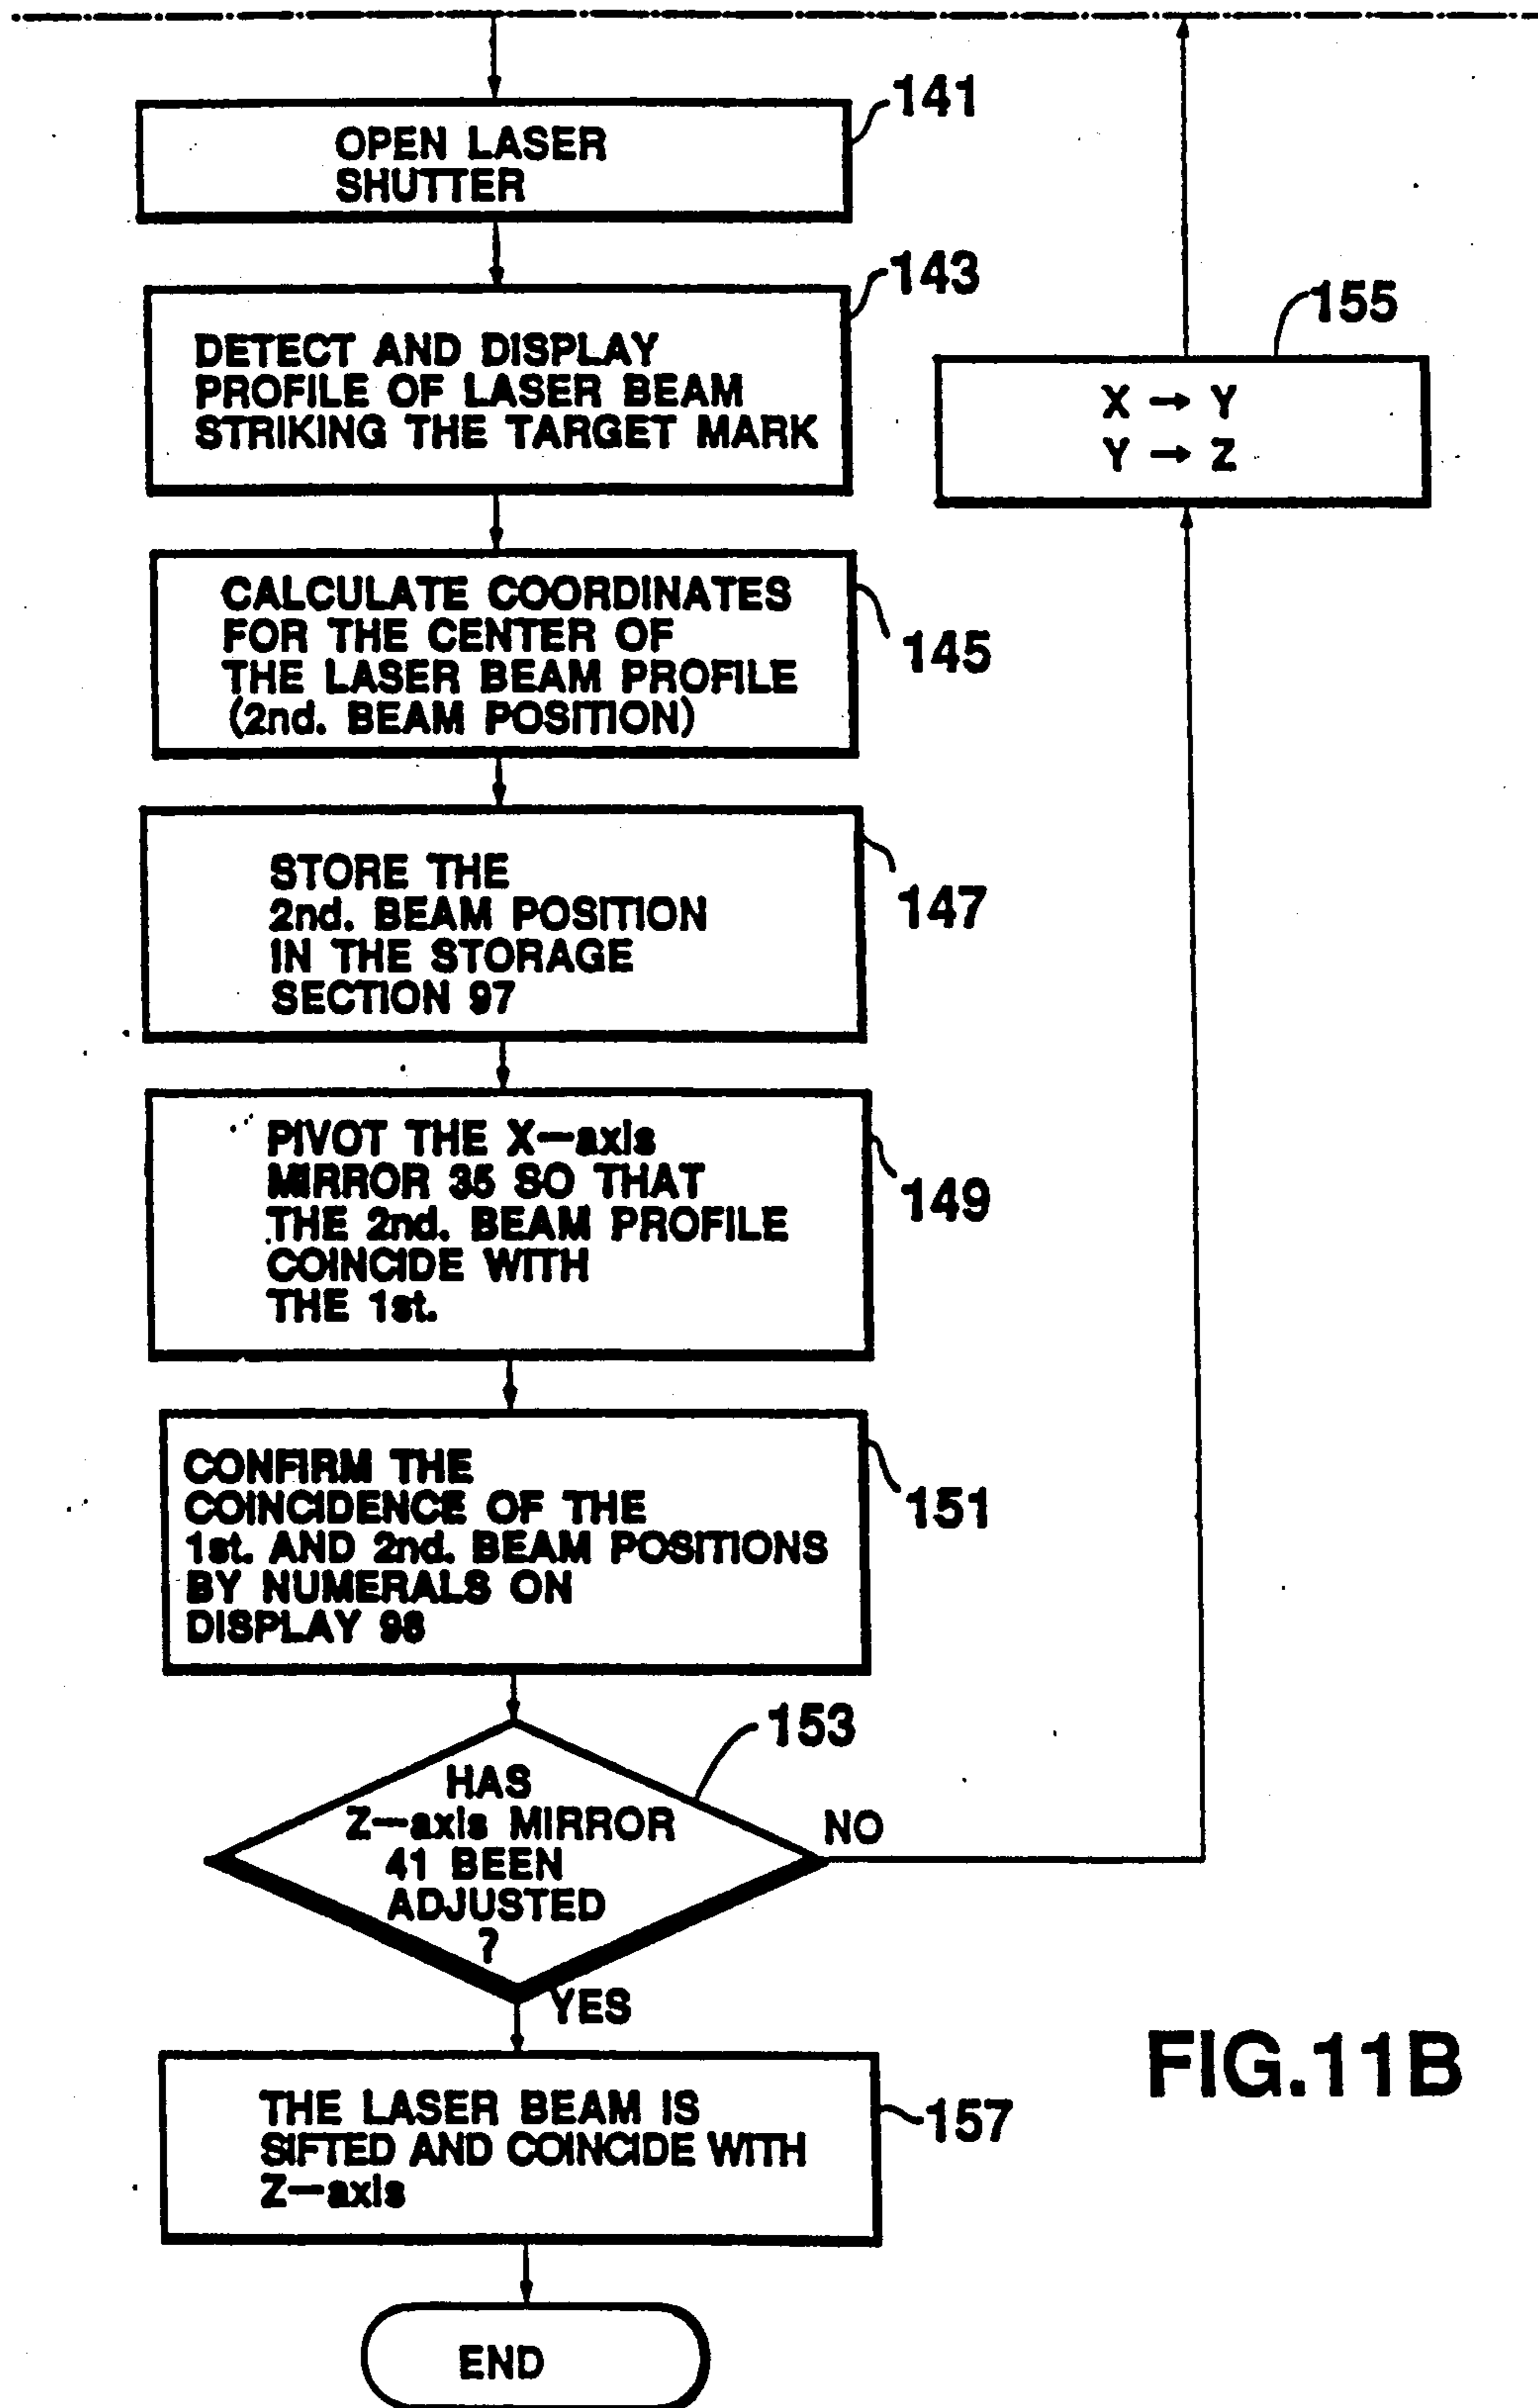 141
OPEN LASER
SHUTTER
143
DETECT AND DISPLAY
PROFILE OF LASER BEAM
STRIKING THE TARGET MARK
155
X → Y
Y → Z
CALCULATE COORDINATES
FOR THE CENTER OF
THE LASER BEAM PROFILE
(2nd. BEAM POSITION)
145
STORE THE
2nd. BEAM POSITION
IN THE STORAGE
SECTION 97
147
PIVOT THE X—axis
MIRROR 35 SO THAT
THE 2nd. BEAM PROFILE
COINCIDE WITH
THE 1st.
149
CONFIRM THE
COINCIDENCE OF THE
1st. AND 2nd. BEAM POSITIONS
BY NUMERALS ON
DISPLAY 98
151
153
HAS
Z—axis MIRROR
41 BEEN
ADJUSTED
?
NO
YES
THE LASER BEAM IS
SIFTED AND COINCIDE WITH
Z—axis
157
FIG.11B
END